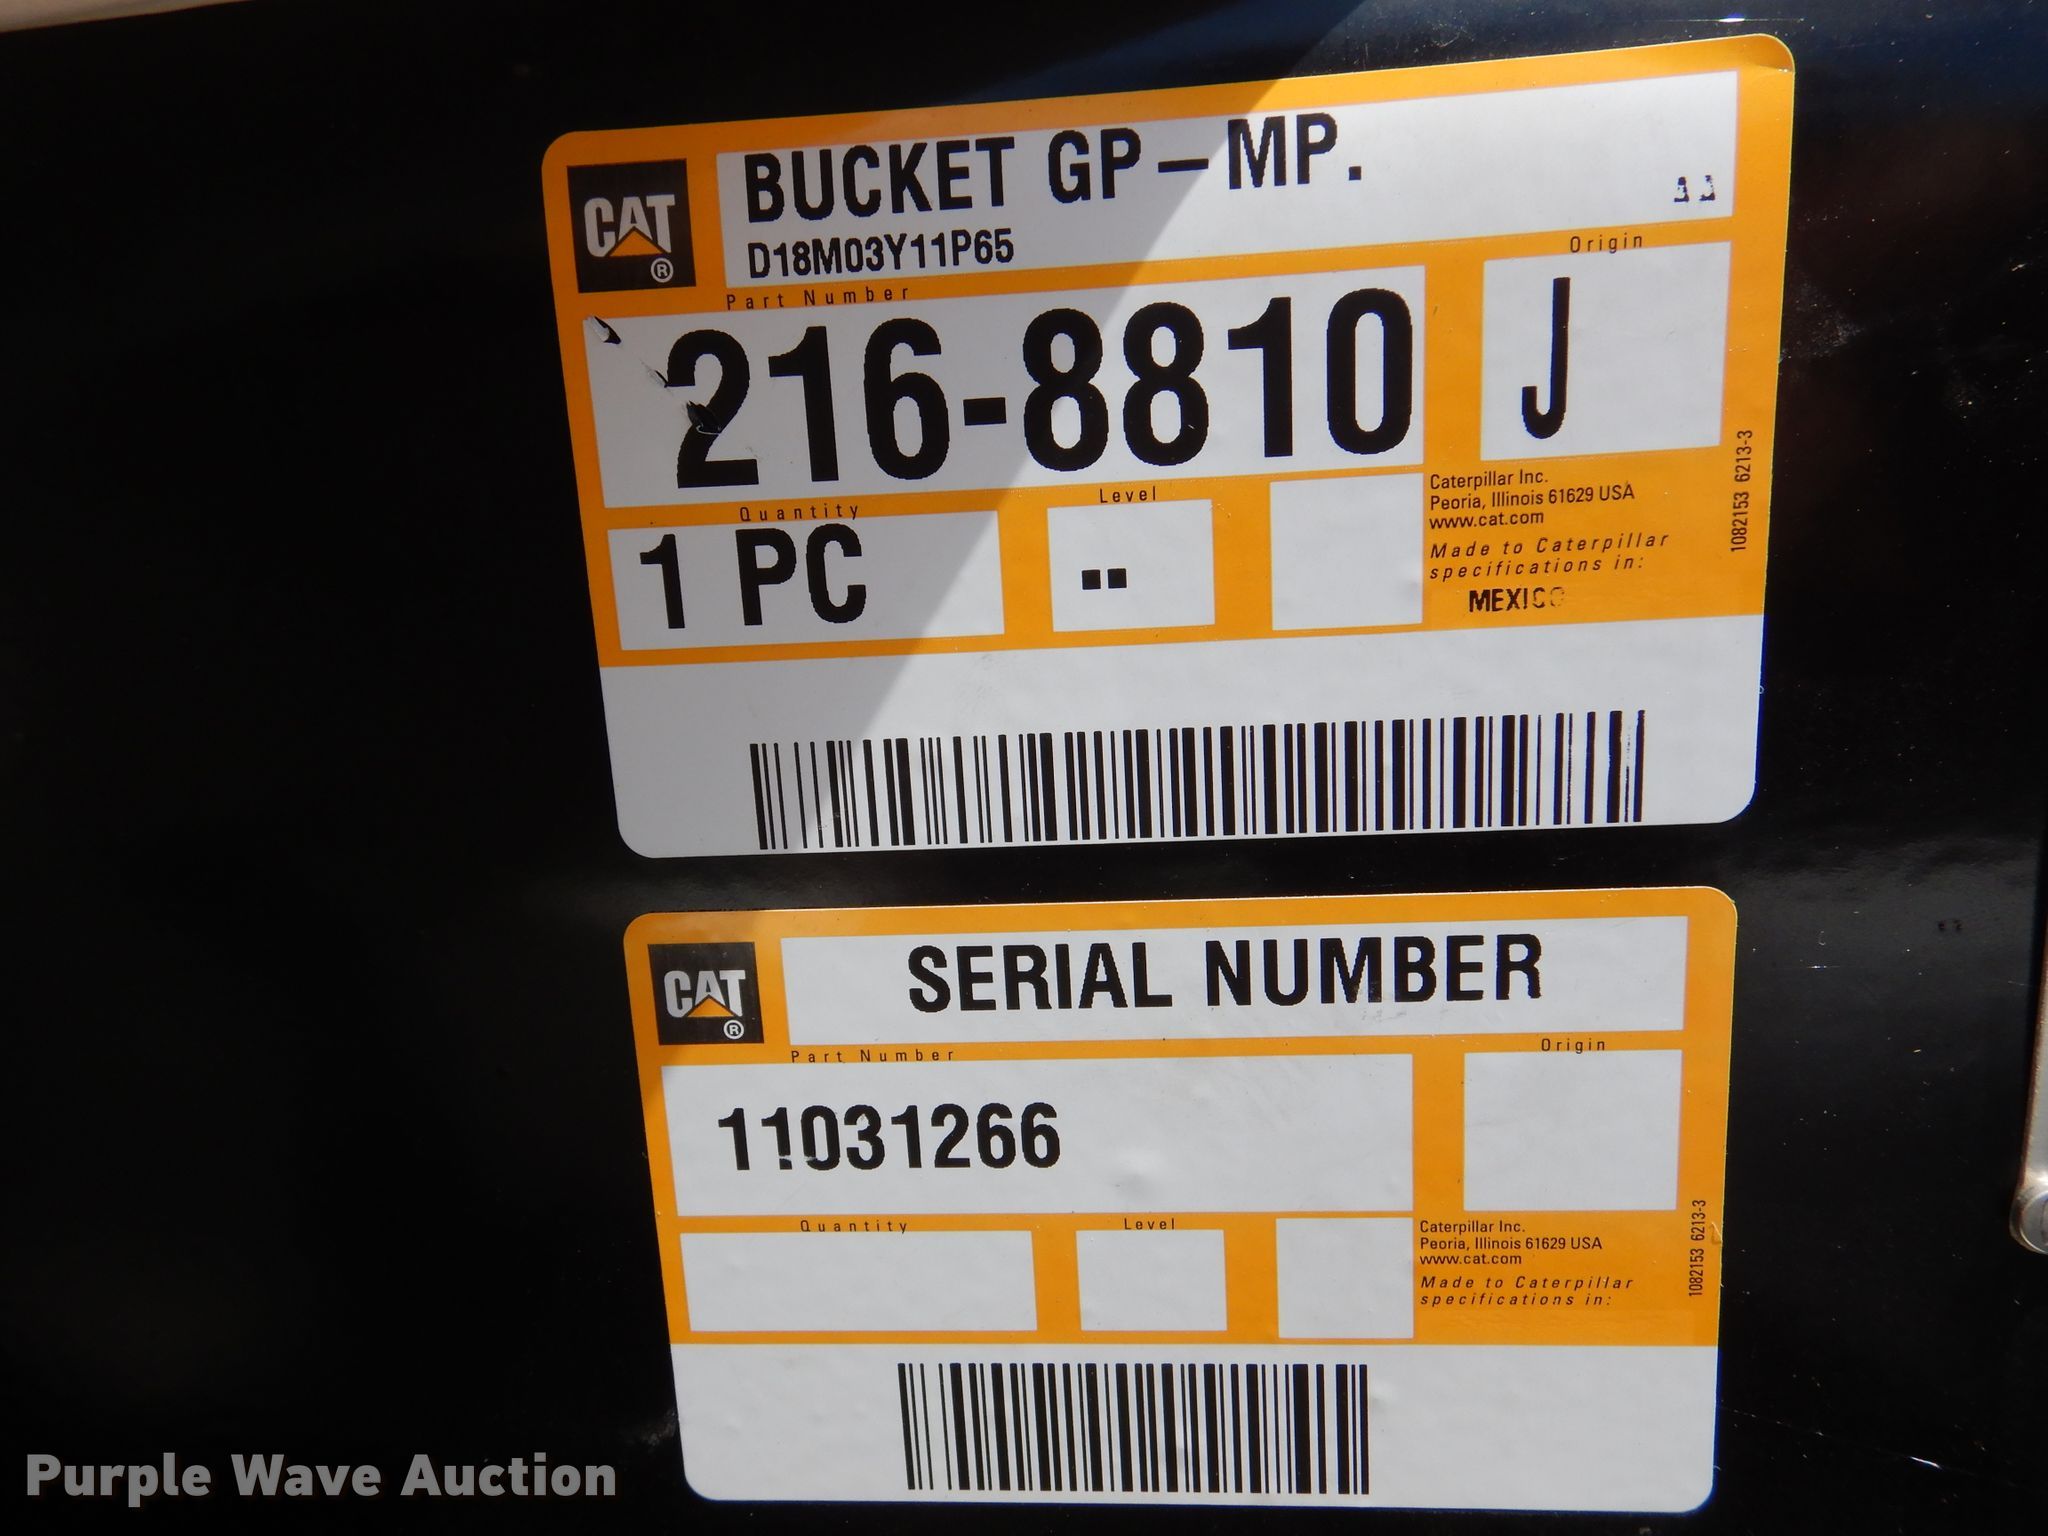 CAT
®
BUCKET GP-MP.
D18M03Y11P65
Origin
Part Number
216-8810
J
Quantity
Level
1 PC
--
Caterpillar Inc.
Peoria, Illinois 61629 USA
www.cat.com
Made to Caterpillar
specifications in:
MEXICO
1082153 6213-3
CAT
®
SERIAL NUMBER
Part Number
Origin
11031266
Quantity
Level
Caterpillar Inc.
Peoria, Illinois 61629 USA
www.cat.com
Made to Caterpillar
specifications in:
1082153 6213-3
Purple Wave Auction